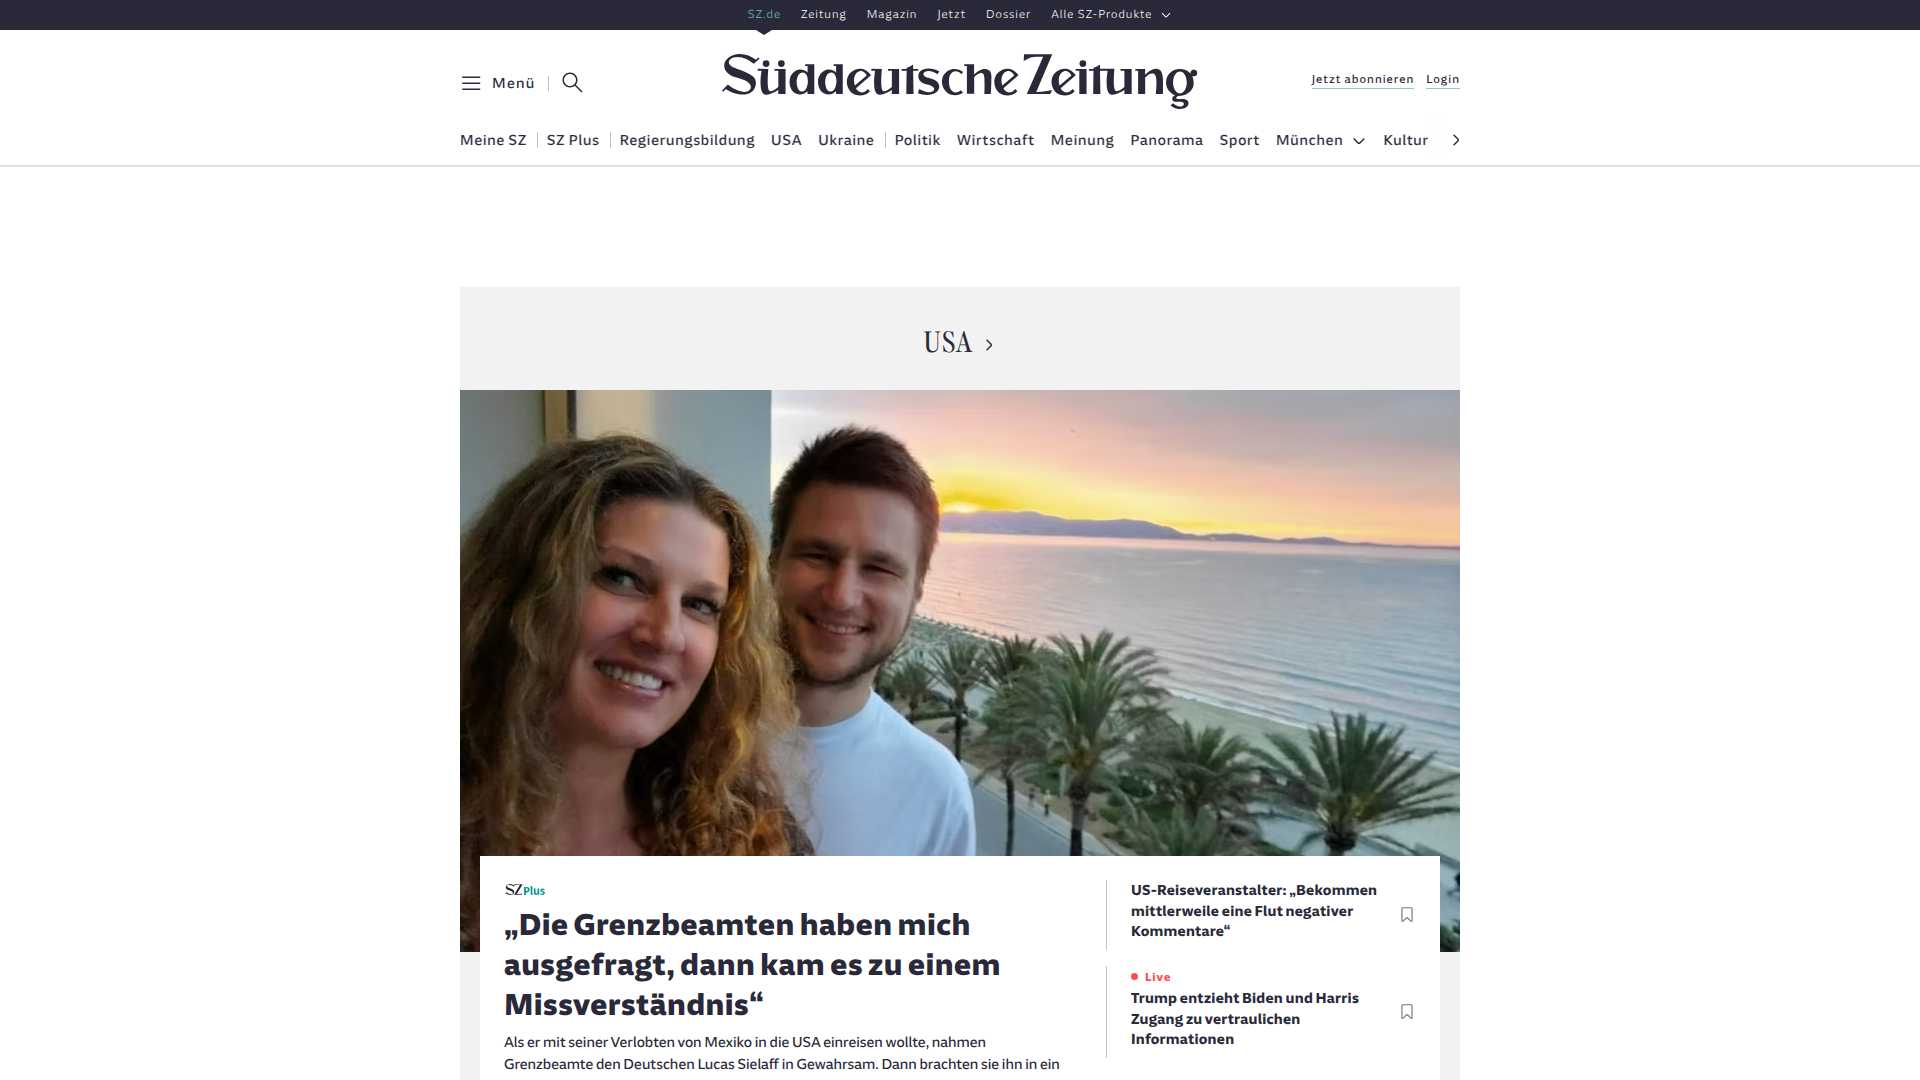 SZ.de Zeitung Magazin Jetzt Dossier Alle SZ-Produkte
Menü
Süddeutsche Zeitung
Jetzt abonnieren Login
Meine SZ SZ Plus Regierungsbildung USA Ukraine Politik Wirtschaft Meinung Panorama Sport München Kultur
USA
SZ Plus
„Die Grenzbeamten haben mich
ausgefragt, dann kam es zu einem
Missverständnis“
Als er mit seiner Verlobten von Mexiko in die USA einreisen wollte, nahmen
Grenzbeamte den Deutschen Lucas Sielaff in Gewahrsam. Dann brachten sie ihn in ein
US-Reiseveranstalter: „Bekommen
mittlerweile eine Flut negativer
Kommentare“
Live
Trump entzieht Biden und Harris
Zugang zu vertraulichen
Informationen